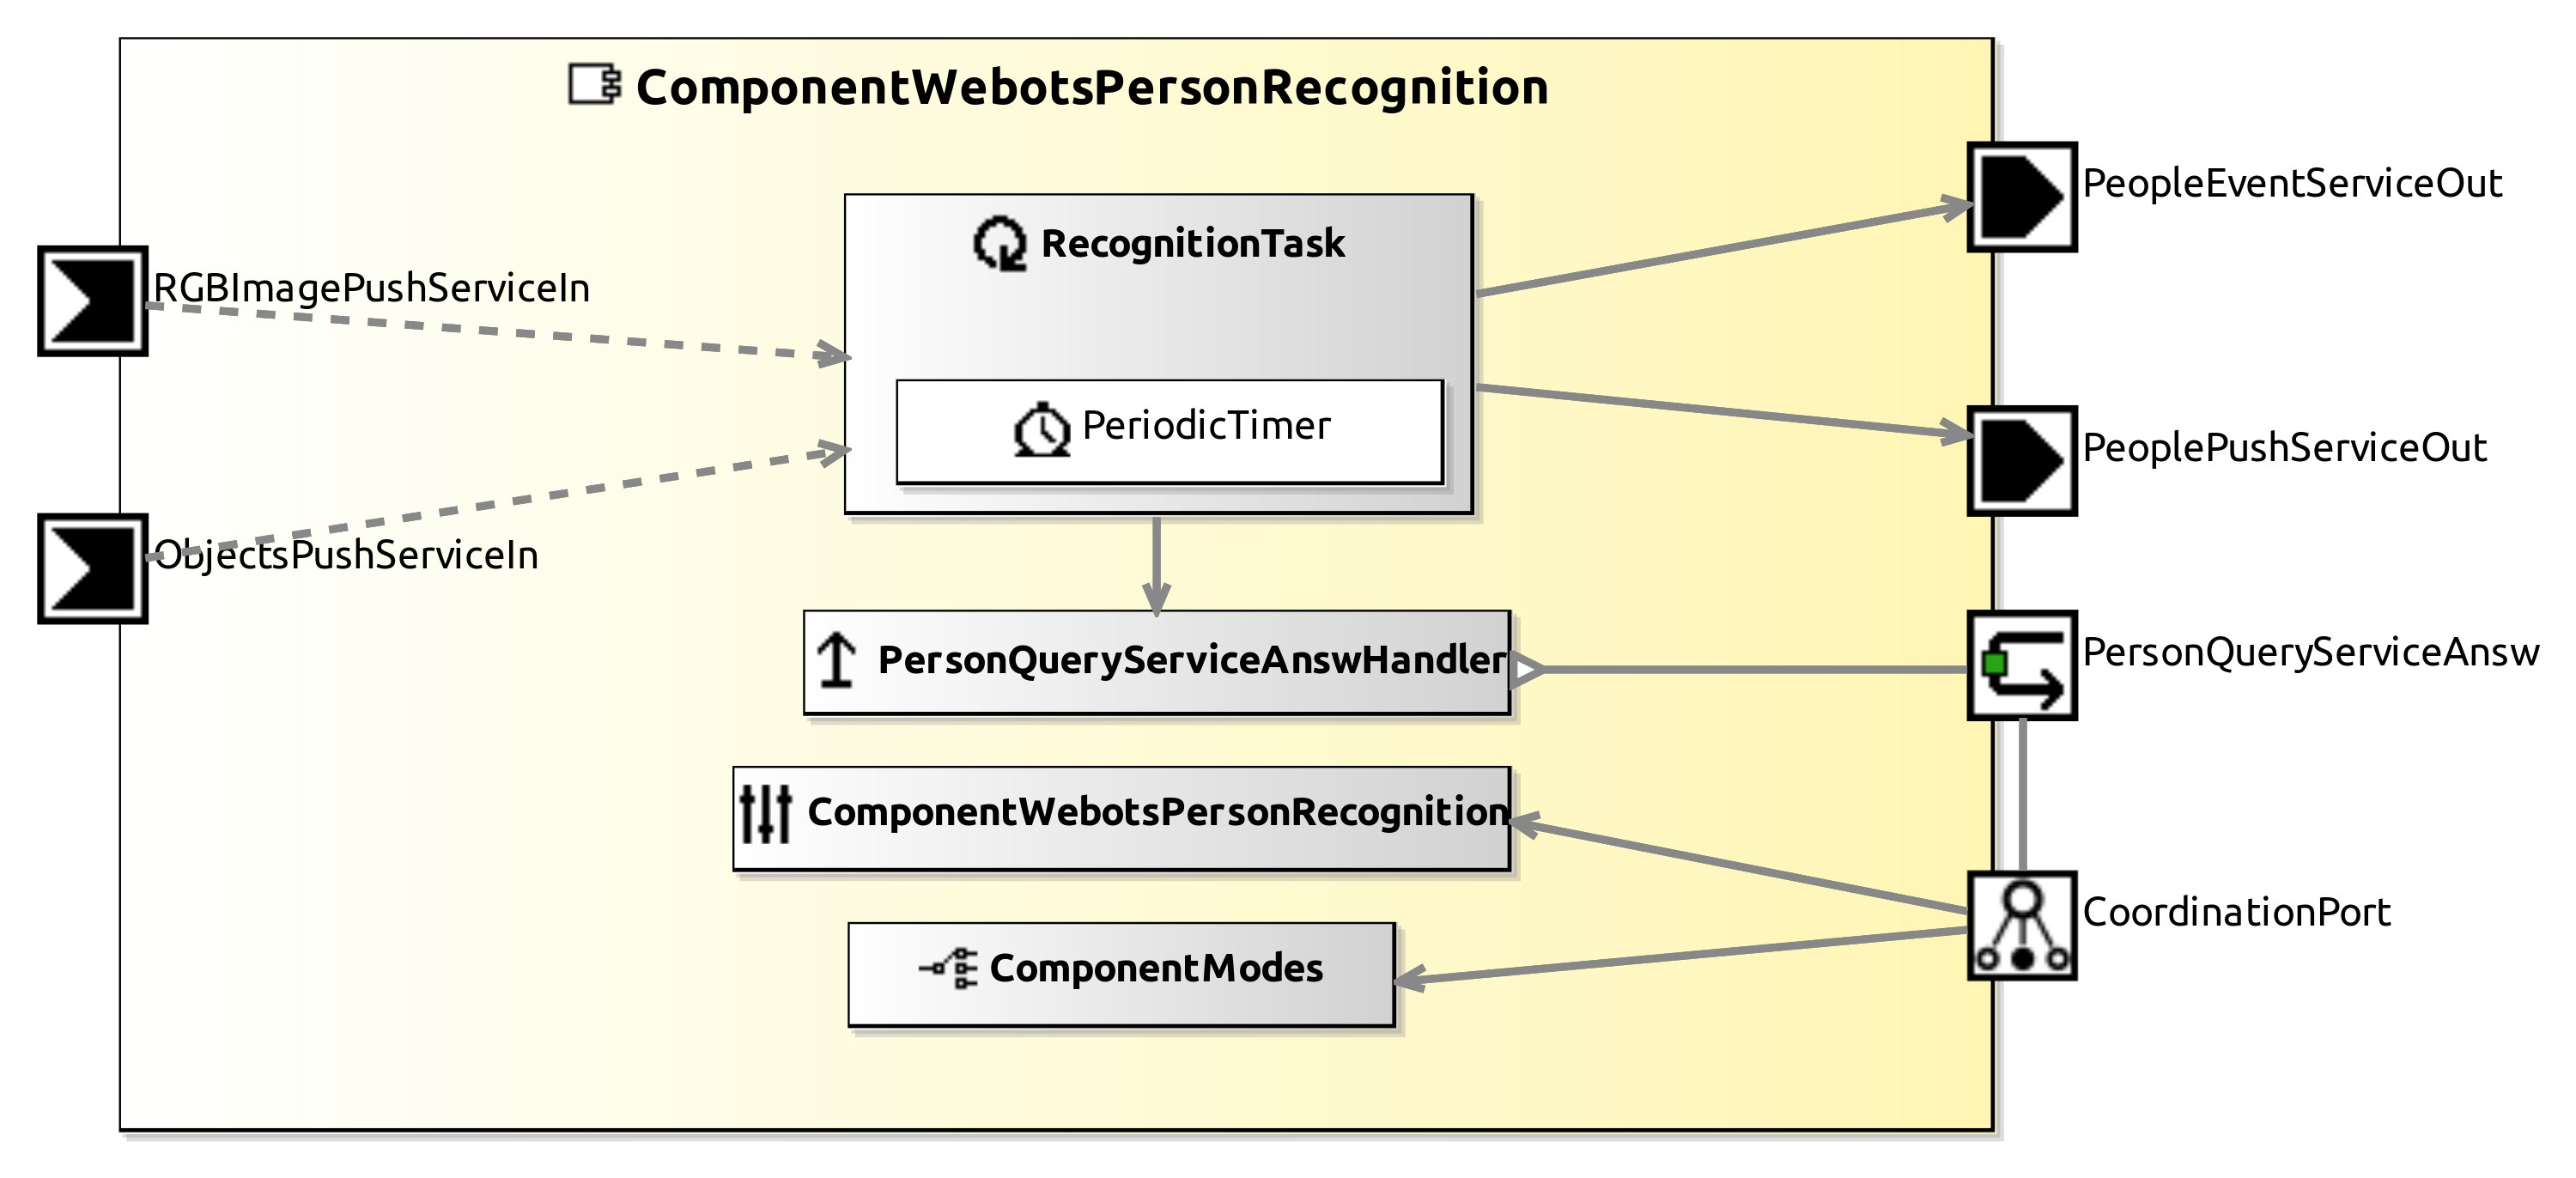 ComponentWebotsPersonRecognition
RGBImagePushServiceIn
ObjectsPushServiceIn
RecognitionTask
PeriodicTimer
PeopleEventServiceOut
PeoplePushServiceOut
PersonQueryServiceAnswHandler
PersonQueryServiceAnsw
ComponentWebotsPersonRecognition
CoordinationPort
ComponentModes